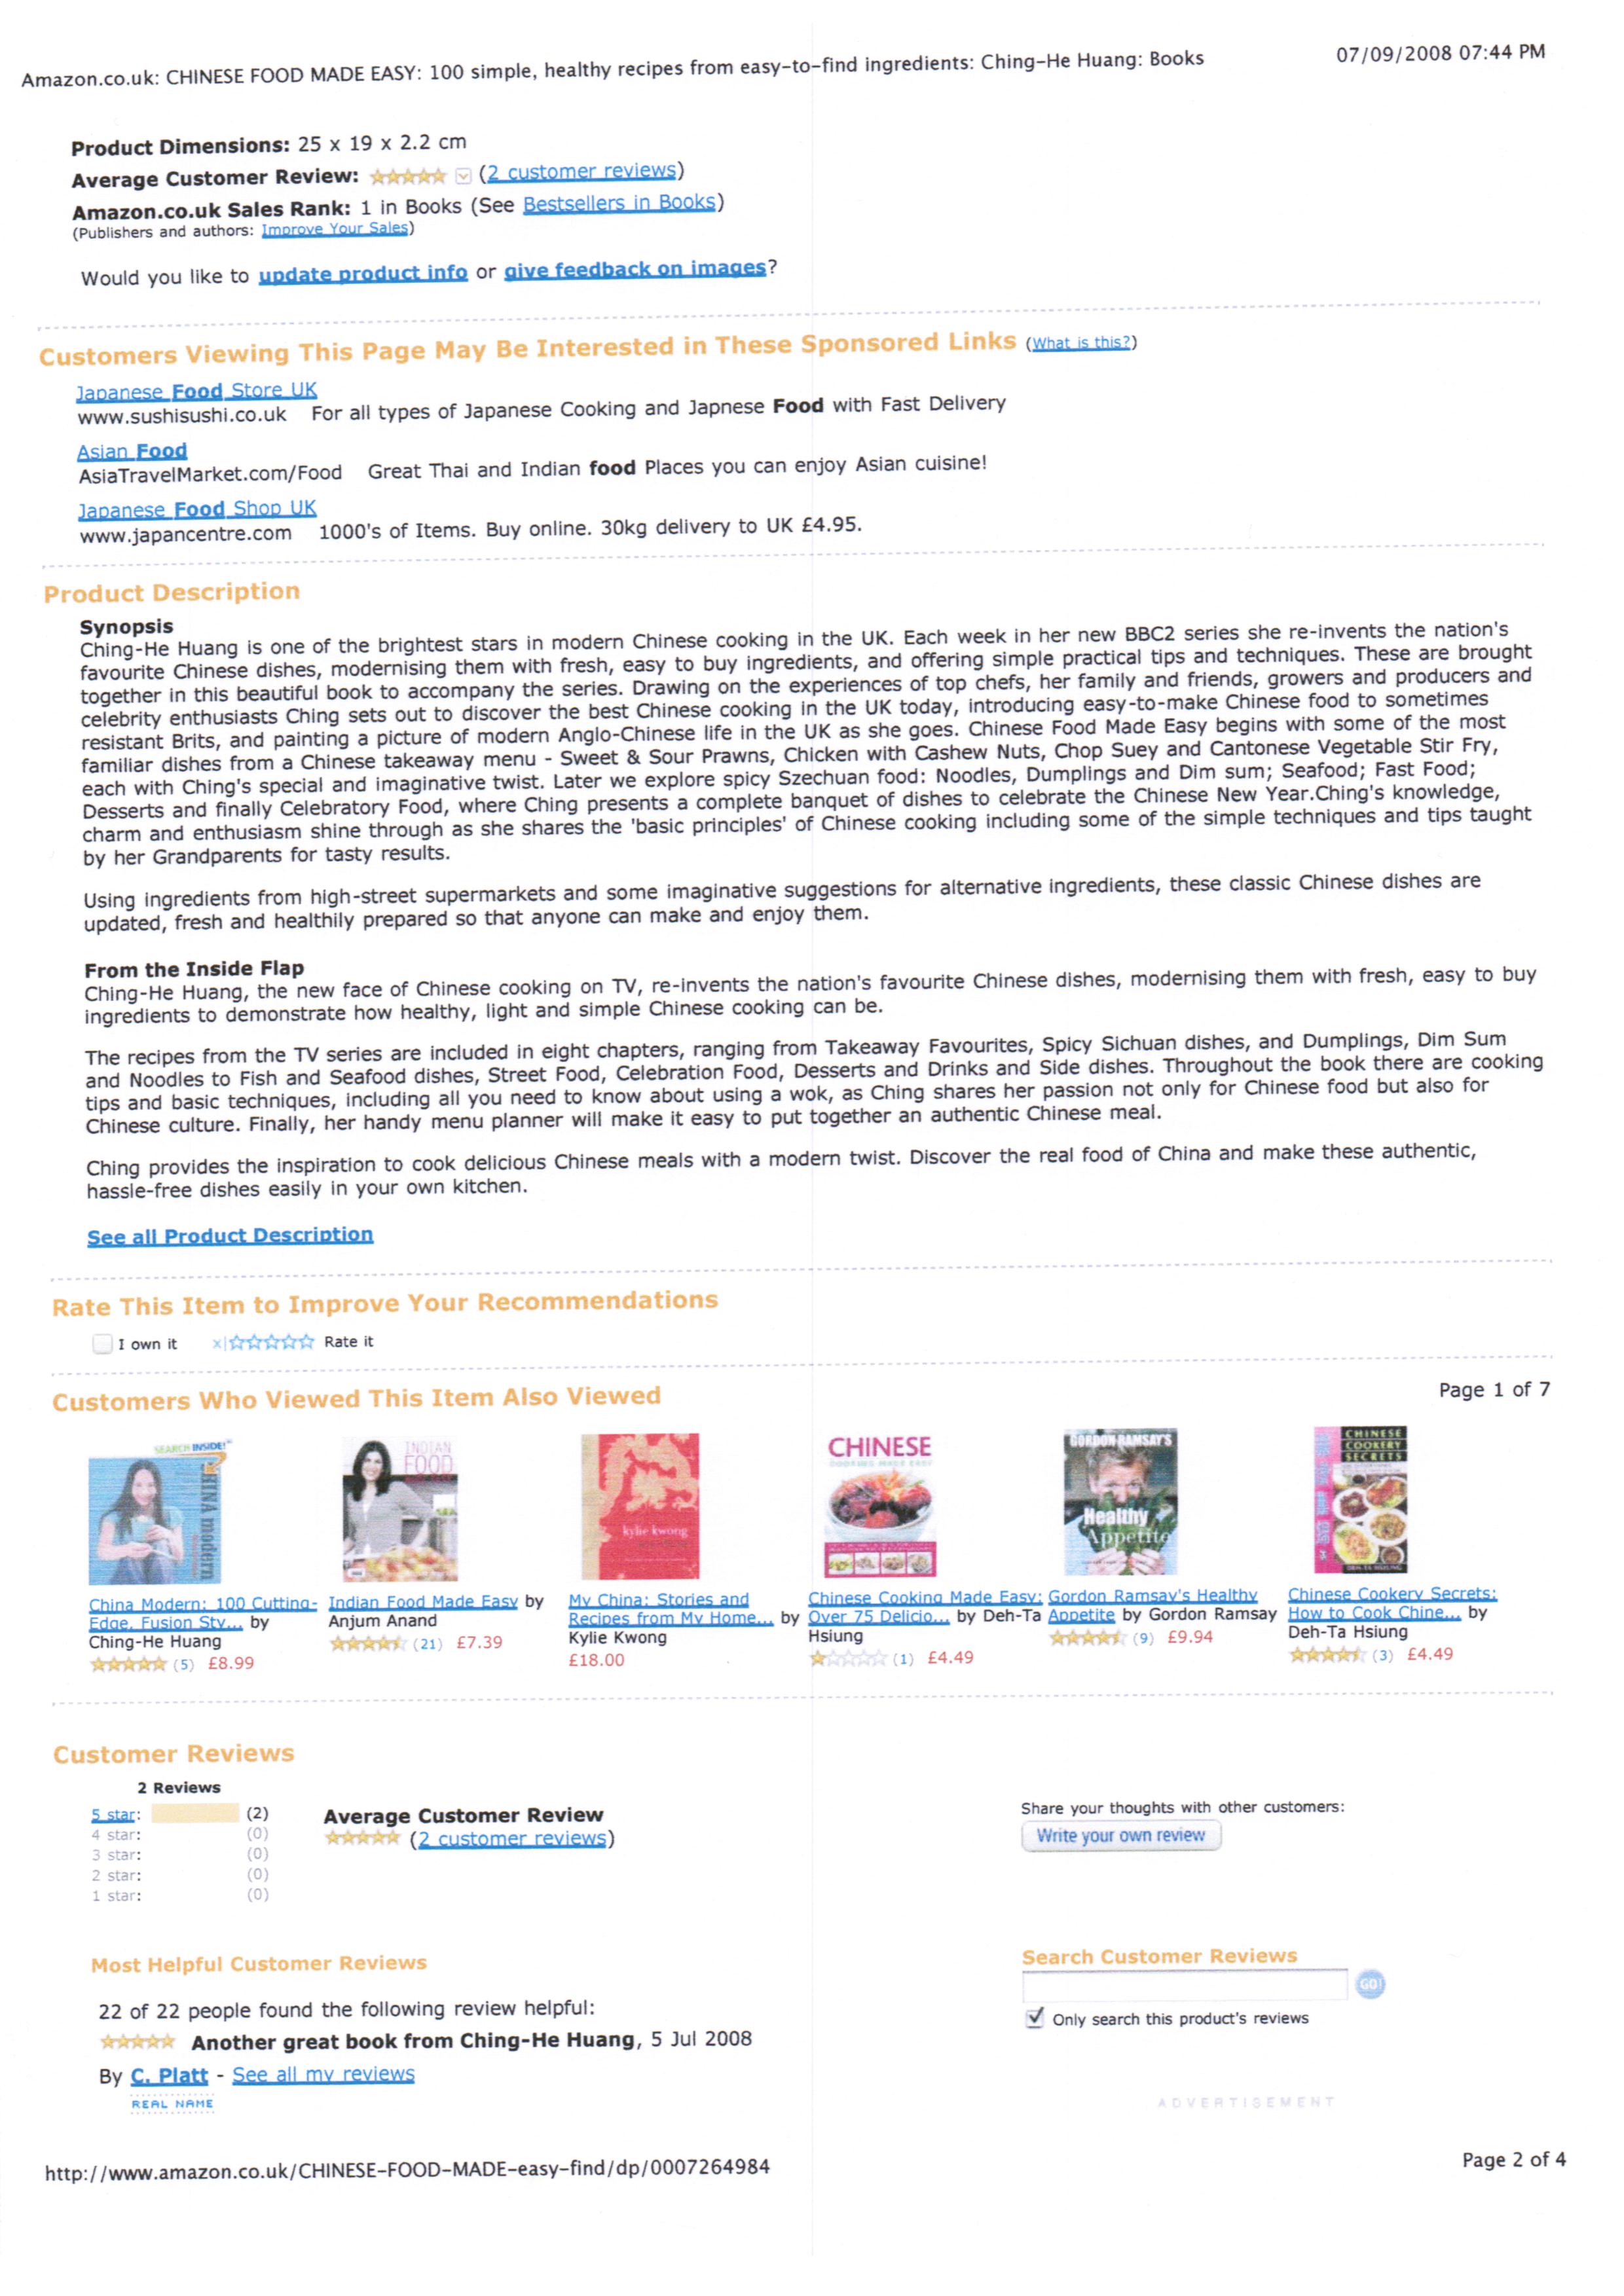 Amazon.co.uk: CHINESE FOOD MADE EASY: 100 simple, healthy recipes from easy-to-find ingredients: Ching-He Huang: Books
07/09/2008 07:44 PM
Product Dimensions: 25 x 19 x 2.2 cm
Average Customer Review: (2 customer reviews)
Amazon.co.uk Sales Rank: 1 in Books (See Bestsellers in Books)
(Publishers and authors: Improve Your Sales)
Would you like to update product info or give feedback on images?
Customers Viewing This Page May Be Interested in These Sponsored Links (What is this?)
Japanese Food Store UK
www.sushisushi.co.uk For all types of Japanese Cooking and Japnese Food with Fast Delivery
Asian Food
AsiaTravelMarket.com/Food Great Thai and Indian food Places you can enjoy Asian cuisine!
Japanese Food Shop UK
www.japancentre.com 1000's of Items. Buy online. 30kg delivery to UK £4.95.
Product Description
Synopsis
Ching-He Huang is one of the brightest stars in modern Chinese cooking in the UK. Each week in her new BBC2 series she re-invents the nation's
favourite Chinese dishes, modernising them with fresh, easy to buy ingredients, and offering simple practical tips and techniques. These are brought
together in this beautiful book to accompany the series. Drawing on the experiences of top chefs, her family and friends, growers and producers and
celebrity enthusiasts Ching sets out to discover the best Chinese cooking in the UK today, introducing easy-to-make Chinese food to sometimes
resistant Brits, and painting a picture of modern Anglo-Chinese life in the UK as she goes. Chinese Food Made Easy begins with some of the most
familiar dishes from a Chinese takeaway menu - Sweet & Sour Prawns, Chicken with Cashew Nuts, Chop Suey and Cantonese Vegetable Stir Fry,
each with Ching's special and imaginative twist. Later we explore spicy Szechuan food: Noodles, Dumplings and Dim sum; Seafood; Fast Food;
Desserts and finally Celebratory Food, where Ching presents a complete banquet of dishes to celebrate the Chinese New Year.Ching's knowledge,
charm and enthusiasm shine through as she shares the 'basic principles' of Chinese cooking including some of the simple techniques and tips taught
by her Grandparents for tasty results.
Using ingredients from high-street supermarkets and some imaginative suggestions for alternative ingredients, these classic Chinese dishes are
updated, fresh and healthily prepared so that anyone can make and enjoy them.
From the Inside Flap
Ching-He Huang, the new face of Chinese cooking on TV, re-invents the nation's favourite Chinese dishes, modernising them with fresh, easy to buy
ingredients to demonstrate how healthy, light and simple Chinese cooking can be.
The recipes from the TV series are included in eight chapters, ranging from Takeaway Favourites, Spicy Sichuan dishes, and Dumplings, Dim Sum
and Noodles to Fish and Seafood dishes, Street Food, Celebration Food, Desserts and Drinks and Side dishes. Throughout the book there are cooking
tips and basic techniques, including all you need to know about using a wok, as Ching shares her passion not only for Chinese food but also for
Chinese culture. Finally, her handy menu planner will make it easy to put together an authentic Chinese meal.
Ching provides the inspiration to cook delicious Chinese meals with a modern twist. Discover the real food of China and make these authentic,
hassle-free dishes easily in your own kitchen.
See all Product Description
Rate This Item to Improve Your Recommendations
I own it x| Rate it
Customers Who Viewed This Item Also Viewed
Page 1 of 7
SEARCH INSIDE!™
CHINA modern
INDIAN
FOOD
kylie kwong
CHINESE
COOKING MADE EASY
GORDON RAMSAY'S
Healthy
Appetite
CHINESE
COOKERY
SECRETS
China Modern: 100 Cutting-
Edge, Fusion Sty... by
Ching-He Huang
(5) £8.99
Indian Food Made Easy by
Anjum Anand
(21) £7.39
My China: Stories and
Recipes from My Home... by
Kylie Kwong
£18.00
Chinese Cooking Made Easy:
Over 75 Delicio... by Deh-Ta
Hsiung
(1) £4.49
Gordon Ramsay's Healthy
Appetite by Gordon Ramsay
(9) £9.94
Chinese Cookery Secrets:
How to Cook Chine... by
Deh-Ta Hsiung
(3) £4.49
Customer Reviews
2 Reviews
5 star: (2)
4 star: (0)
3 star: (0)
2 star: (0)
1 star: (0)
Average Customer Review
(2 customer reviews)
Share your thoughts with other customers:
Write your own review
Most Helpful Customer Reviews
22 of 22 people found the following review helpful:
Another great book from Ching-He Huang, 5 Jul 2008
By C. Platt - See all my reviews
REAL NAME
Search Customer Reviews
GO!
Only search this product's reviews
ADVERTISEMENT
http://www.amazon.co.uk/CHINESE-FOOD-MADE-easy-find/dp/0007264984
Page 2 of 4